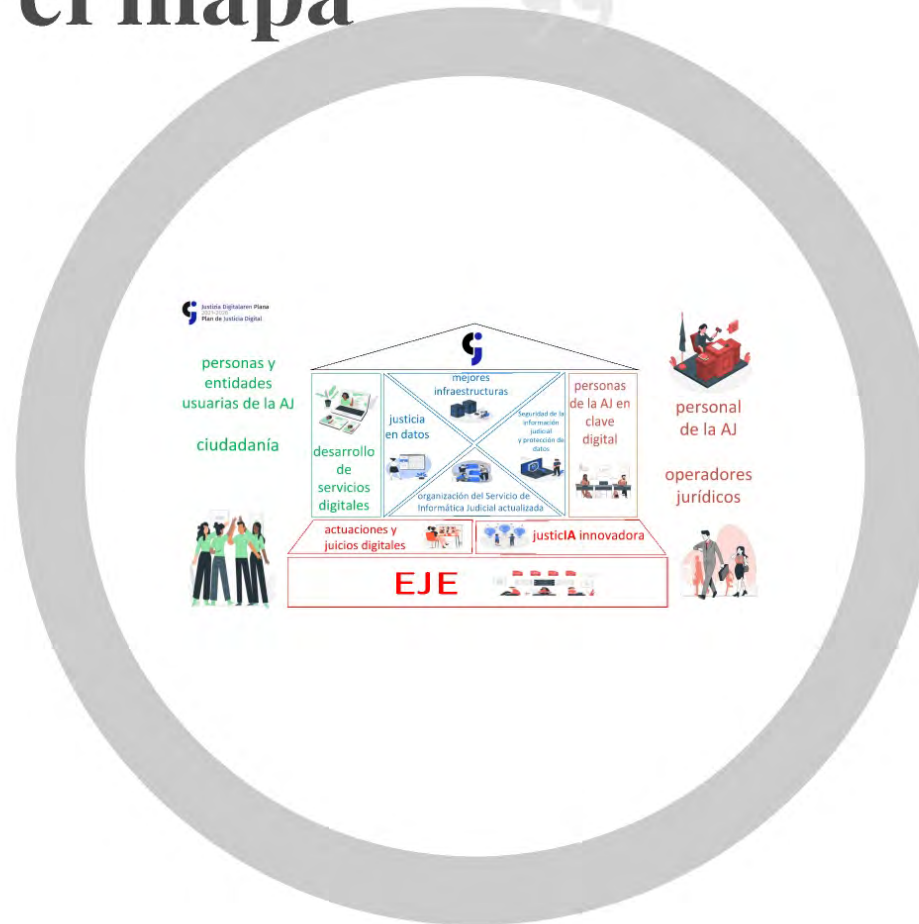 el mapa
Justizia Digitalaren Plana
Plan de Justicia Digital
personas y
entidades
usuarias de la AJ
ciudadanía
desarrollo
de
servicios
digitales
mejores
infraestructuras
justicia
en datos
Seguridad de la
información
judicial
y protección de
datos
organización del Servicio de
Informática Judicial actualizada
personas
de la AJ en
clave
digital
personal
de la AJ
operadores
jurídicos
actuaciones y
juicios digitales
justicIA innovadora
EJE